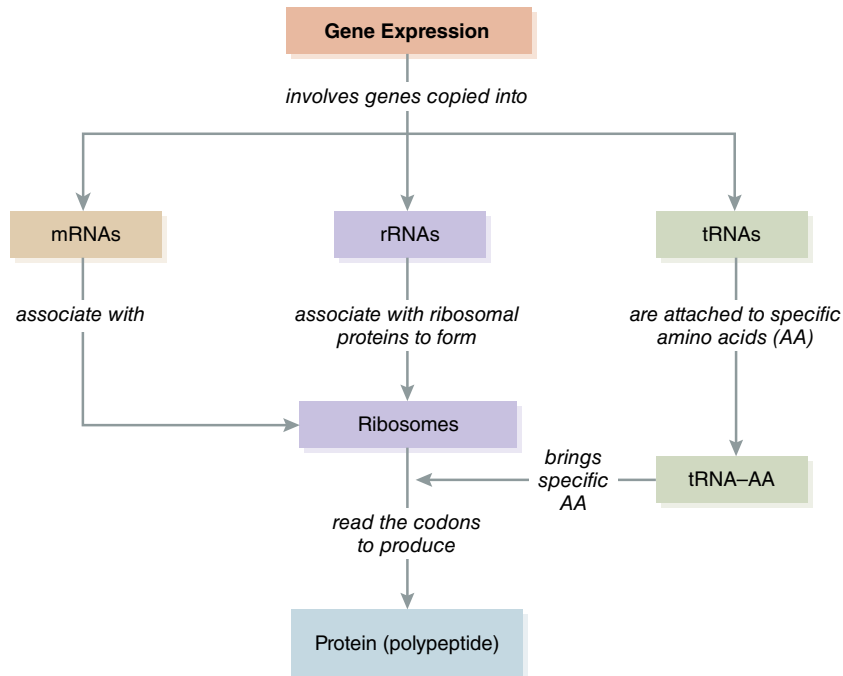 Gene Expression
involves genes copied into
mRNAs
rRNAs
tRNAs
associate with
associate with ribosomal
proteins to form
are attached to specific
amino acids (AA)
Ribosomes
brings
specific
AA
tRNA–AA
read the codons
to produce
Protein (polypeptide)